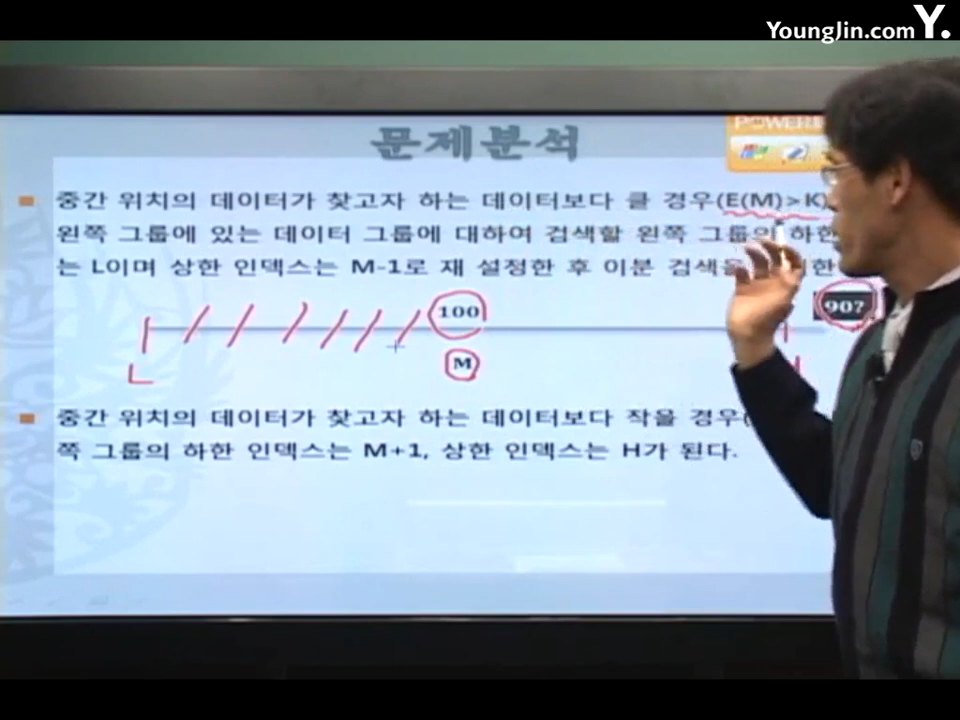 YoungJin.com Y.
문제분석
중간 위치의 데이터가 찾고자 하는 데이터보다 클 경우(E(M)>K)
왼쪽 그룹에 있는 데이터 그룹에 대하여 검색할 왼쪽 그룹의 하한
는 L이며 상한 인덱스는 M-1로 재 설정한 후 이분 검색을
100
90?
L
M
중간 위치의 데이터가 찾고자 하는 데이터보다 작을 경우(
쪽 그룹의 하한 인덱스는 M+1, 상한 인덱스는 H가 된다.